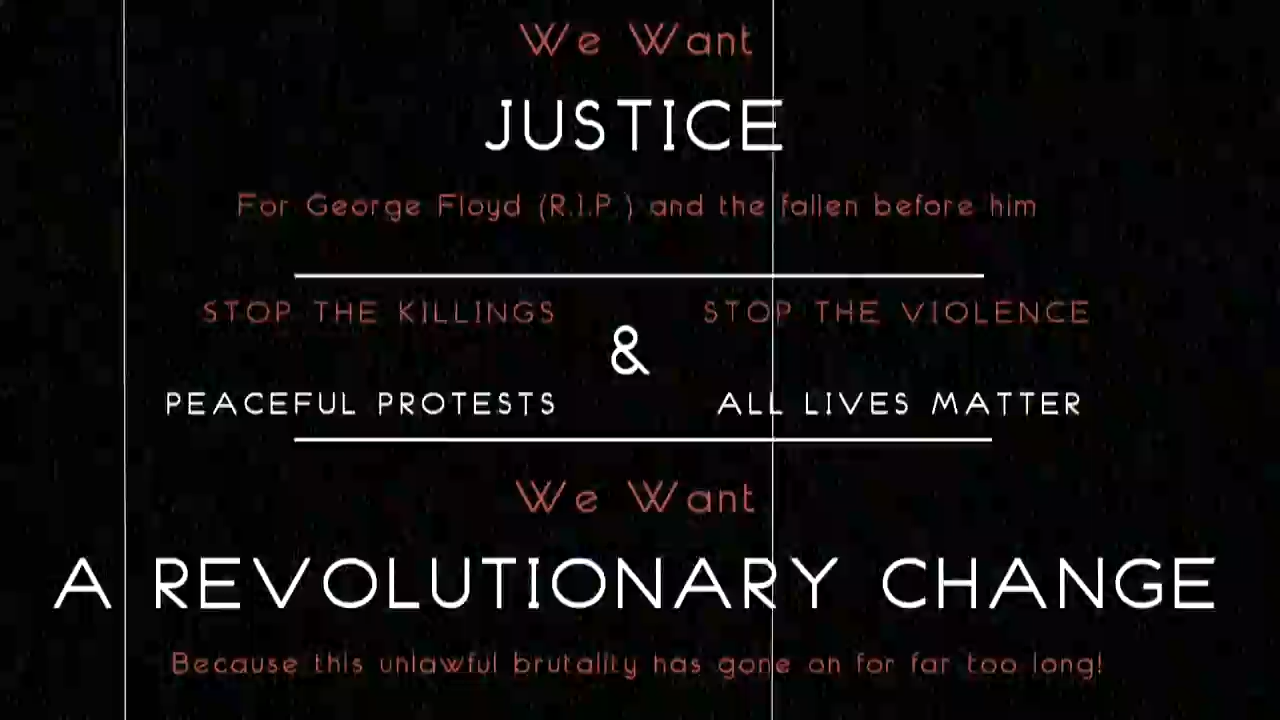 We Want
JUSTICE
For George Floyd (R.I.P.) and the fallen before him
STOP THE KILLINGS STOP THE VIOLENCE
&
PEACEFUL PROTESTS ALL LIVES MATTER
We Want
A REVOLUTIONARY CHANGE
Because this unlawful brutality has gone on for far too long!